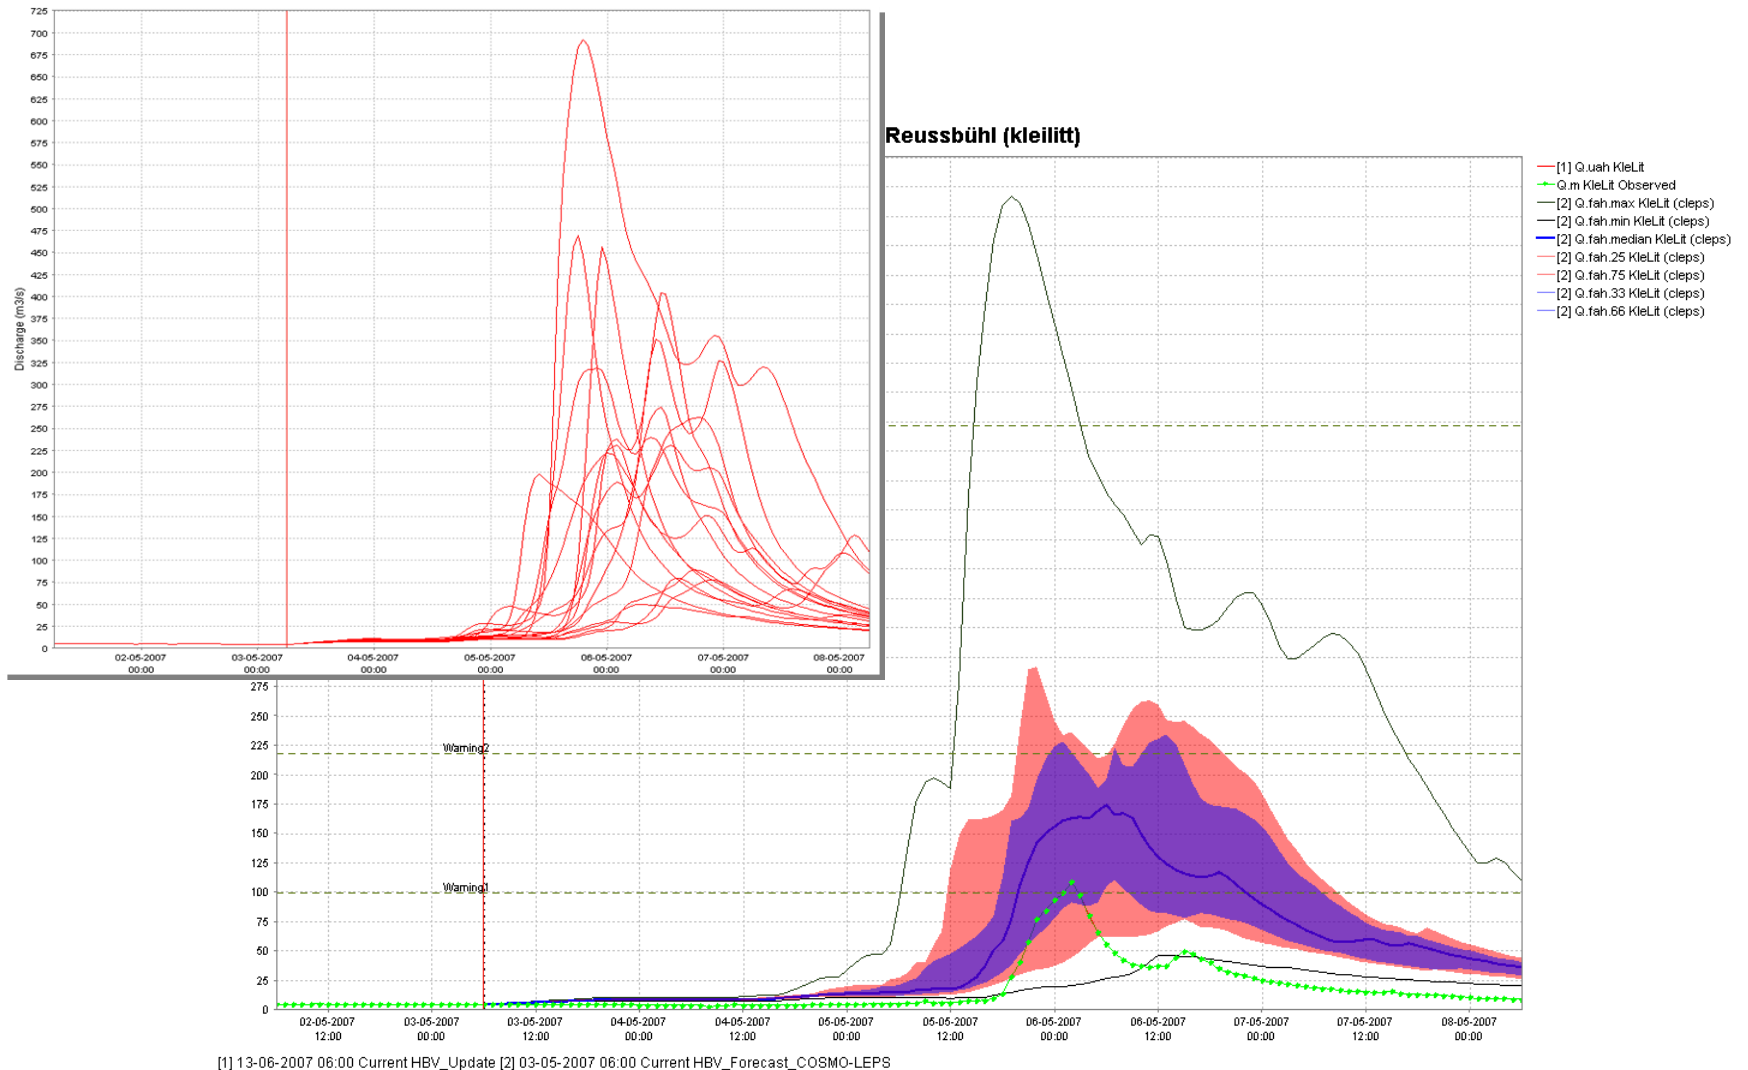 725
700
675
650
625
600
575
550
525
500
475
450
425
400
375
350
325
300
275
250
225
200
175
150
125
100
75
50
25
0
Discharge (m3/s)
02-05-2007 03-05-2007 04-05-2007 05-05-2007 06-05-2007 07-05-2007 08-05-2007
00:00 00:00 00:00 00:00 00:00 00:00 00:00
Reussbühl (kleilitt)
[1] Q.uah KleLit
Q.m KleLit Observed
[2] Q.fah.max KleLit (cleps)
[2] Q.fah.min KleLit (cleps)
[2] Q.fah.median KleLit (cleps)
[2] Q.fah.25 KleLit (cleps)
[2] Q.fah.75 KleLit (cleps)
[2] Q.fah.33 KleLit (cleps)
[2] Q.fah.66 KleLit (cleps)
275
250
225
Warning2
200
175
150
125
100
Warning1
75
50
25
0
02-05-2007 03-05-2007 03-05-2007 04-05-2007 04-05-2007 05-05-2007 05-05-2007 06-05-2007 06-05-2007 07-05-2007 07-05-2007 08-05-2007
12:00 00:00 12:00 00:00 12:00 00:00 12:00 00:00 12:00 00:00 12:00 00:00
[1] 13-06-2007 06:00 Current HBV_Update [2] 03-05-2007 06:00 Current HBV_Forecast_COSMO-LEPS